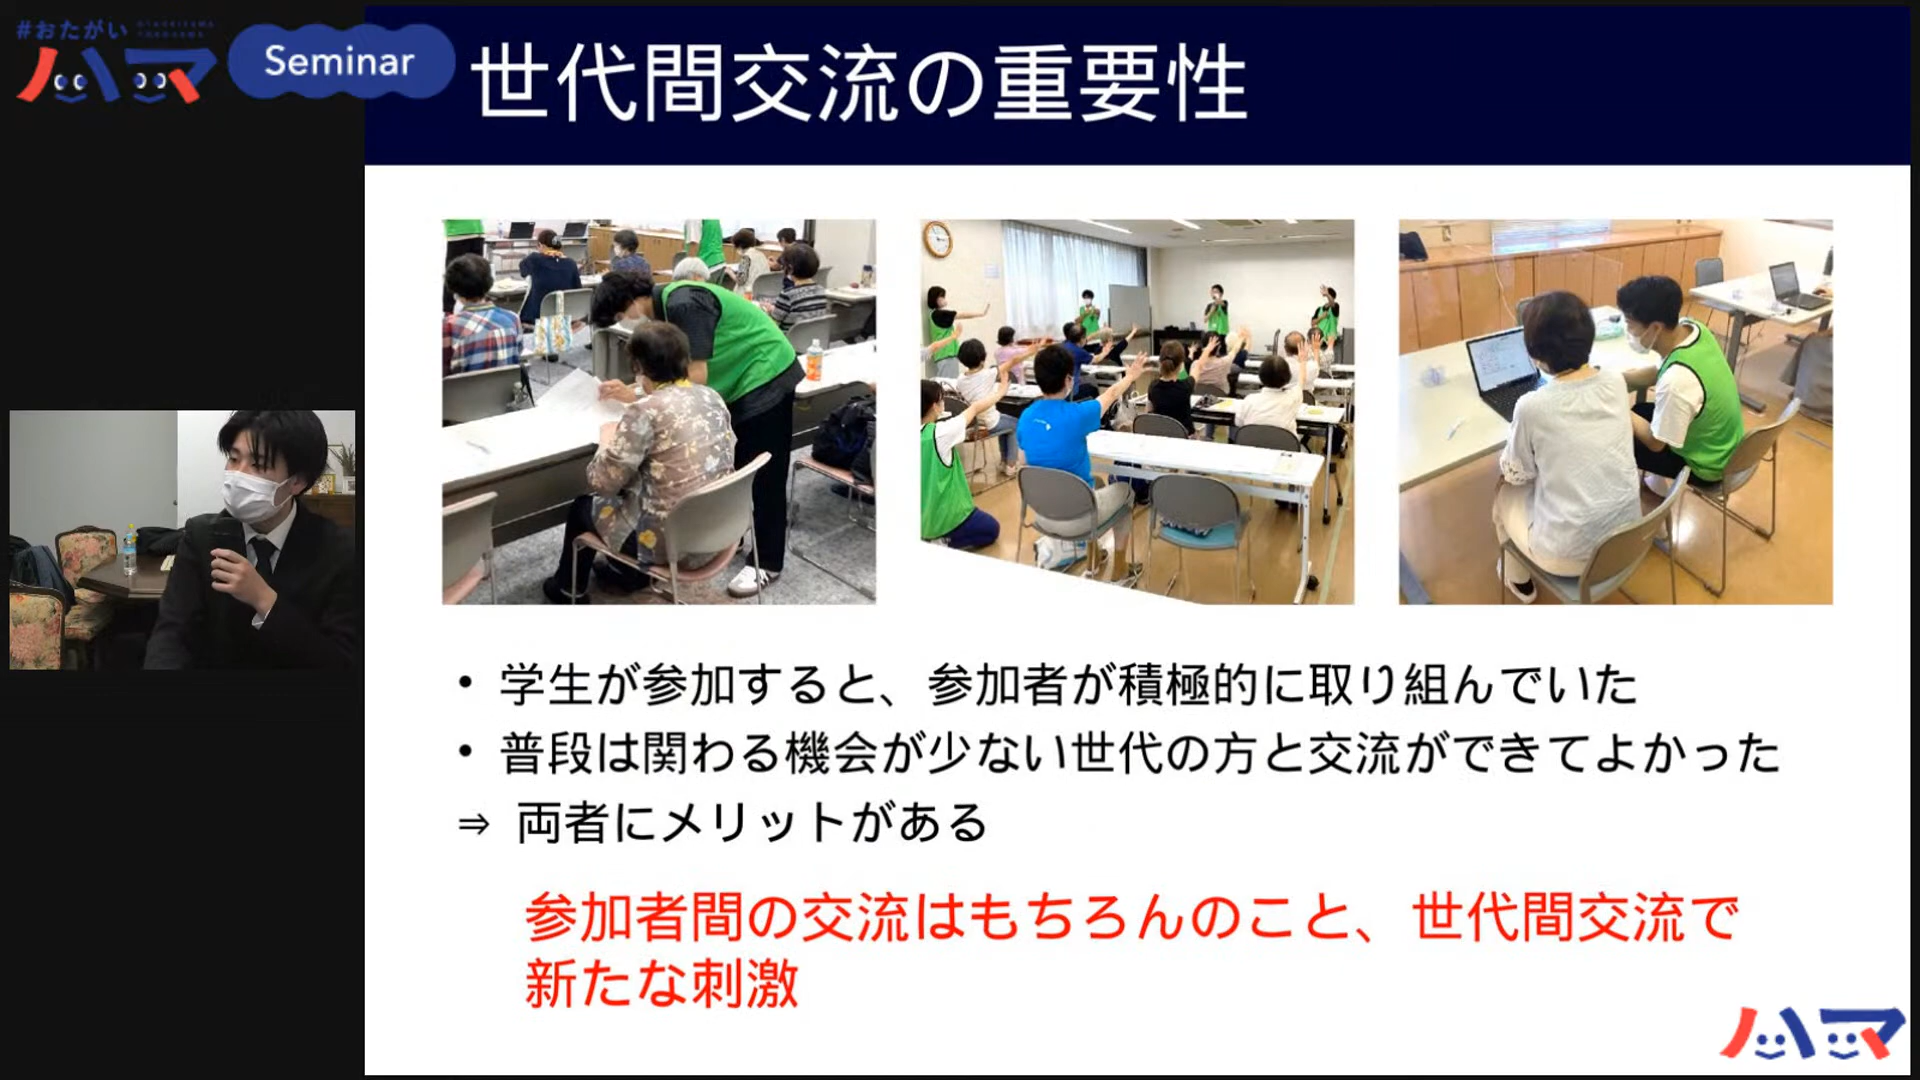 #おたがい
ハマ
Seminar
世代間交流の重要性
• 学生が参加すると、参加者が積極的に取り組んでいた
• 普段は関わる機会が少ない世代の方と交流ができてよかった
⇒ 両者にメリットがある
参加者間の交流はもちろんのこと、世代間交流で
新たな刺激
ハマ